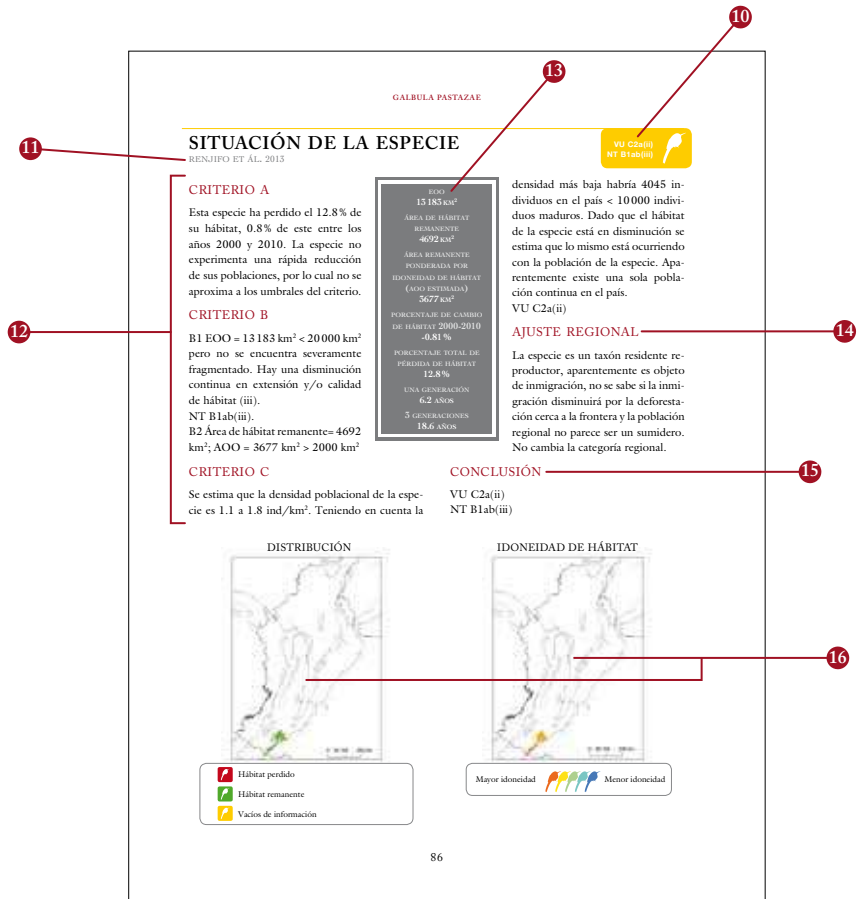 10
13
GALBULA PASTAZAE
SITUACIÓN DE LA ESPECIE
VU C2a(ii)
NT B1ab(iii)
11
RENJIFO ET ÁL. 2013
CRITERIO A
Esta especie ha perdido el 12.8% de
su hábitat, 0.8% de este entre los
años 2000 y 2010. La especie no
experimenta una rápida reducción
de sus poblaciones, por lo cual no se
aproxima a los umbrales del criterio.
CRITERIO B
12
B1 EOO = 13 183 km² < 20 000 km²
pero no se encuentra severamente
fragmentado. Hay una disminución
continua en extensión y/o calidad
de hábitat (iii).
NT B1ab(iii).
B2 Área de hábitat remanente= 4692
km²; AOO = 3677 km² > 2000 km²
CRITERIO C
Se estima que la densidad poblacional de la espe-
cie es 1.1 a 1.8 ind/km². Teniendo en cuenta la
EOO
13 183 KM²
ÁREA DE HÁBITAT
REMANENTE
4692 KM²
ÁREA REMANENTE
PONDERADA POR
IDONEIDAD DE HÁBITAT
(AOO ESTIMADA)
3677 KM²
PORCENTAJE DE CAMBIO
DE HÁBITAT 2000-2010
-0.81 %
PORCENTAJE TOTAL DE
PÉRDIDA DE HÁBITAT
12.8%
UNA GENERACIÓN
6.2 AÑOS
3 GENERACIONES
18.6 AÑOS
densidad más baja habría 4045 in-
dividuos en el país < 10 000 indivi-
duos maduros. Dado que el hábitat
de la especie está en disminución se
estima que lo mismo está ocurriendo
con la población de la especie. Apa-
rentemente existe una sola pobla-
ción continua en el país.
VU C2a(ii)
AJUSTE REGIONAL
14
La especie es un taxón residente re-
productor, aparentemente es objeto
de inmigración, no se sabe si la inmi-
gración disminuirá por la deforesta-
ción cerca a la frontera y la población
regional no parece ser un sumidero.
No cambia la categoría regional.
CONCLUSIÓN
15
VU C2a(ii)
NT B1ab(iii)
DISTRIBUCIÓN
IDONEIDAD DE HÁBITAT
16
Hábitat perdido
Hábitat remanente
Vacíos de información
Mayor idoneidad
Menor idoneidad
86